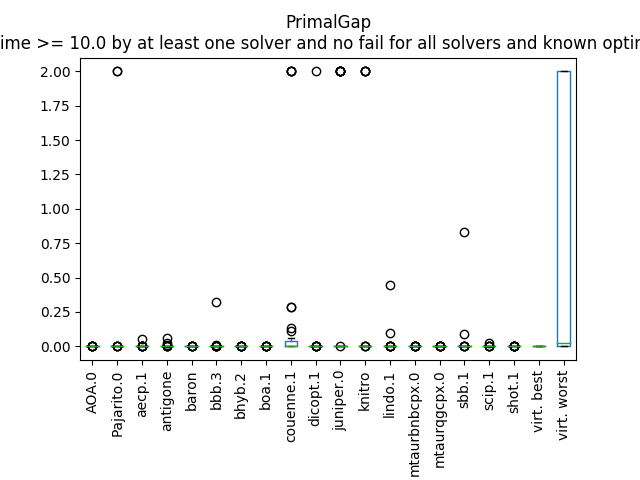 PrimalGap
ime >= 10.0 by at least one solver and no fail for all solvers and known optim
2.00
1.75
1.50
1.25
1.00
0.75
0.50
0.25
0.00
AOA.0
Pajarito.0
aecp.1
antigone
baron
bbb.3
bhyb.2
boa.1
couenne.1
dicopt.1
juniper.0
knitro
lindo.1
mtaurbnbcpx.0
mtaurqgcpx.0
sbb.1
scip.1
shot.1
virt. best
virt. worst